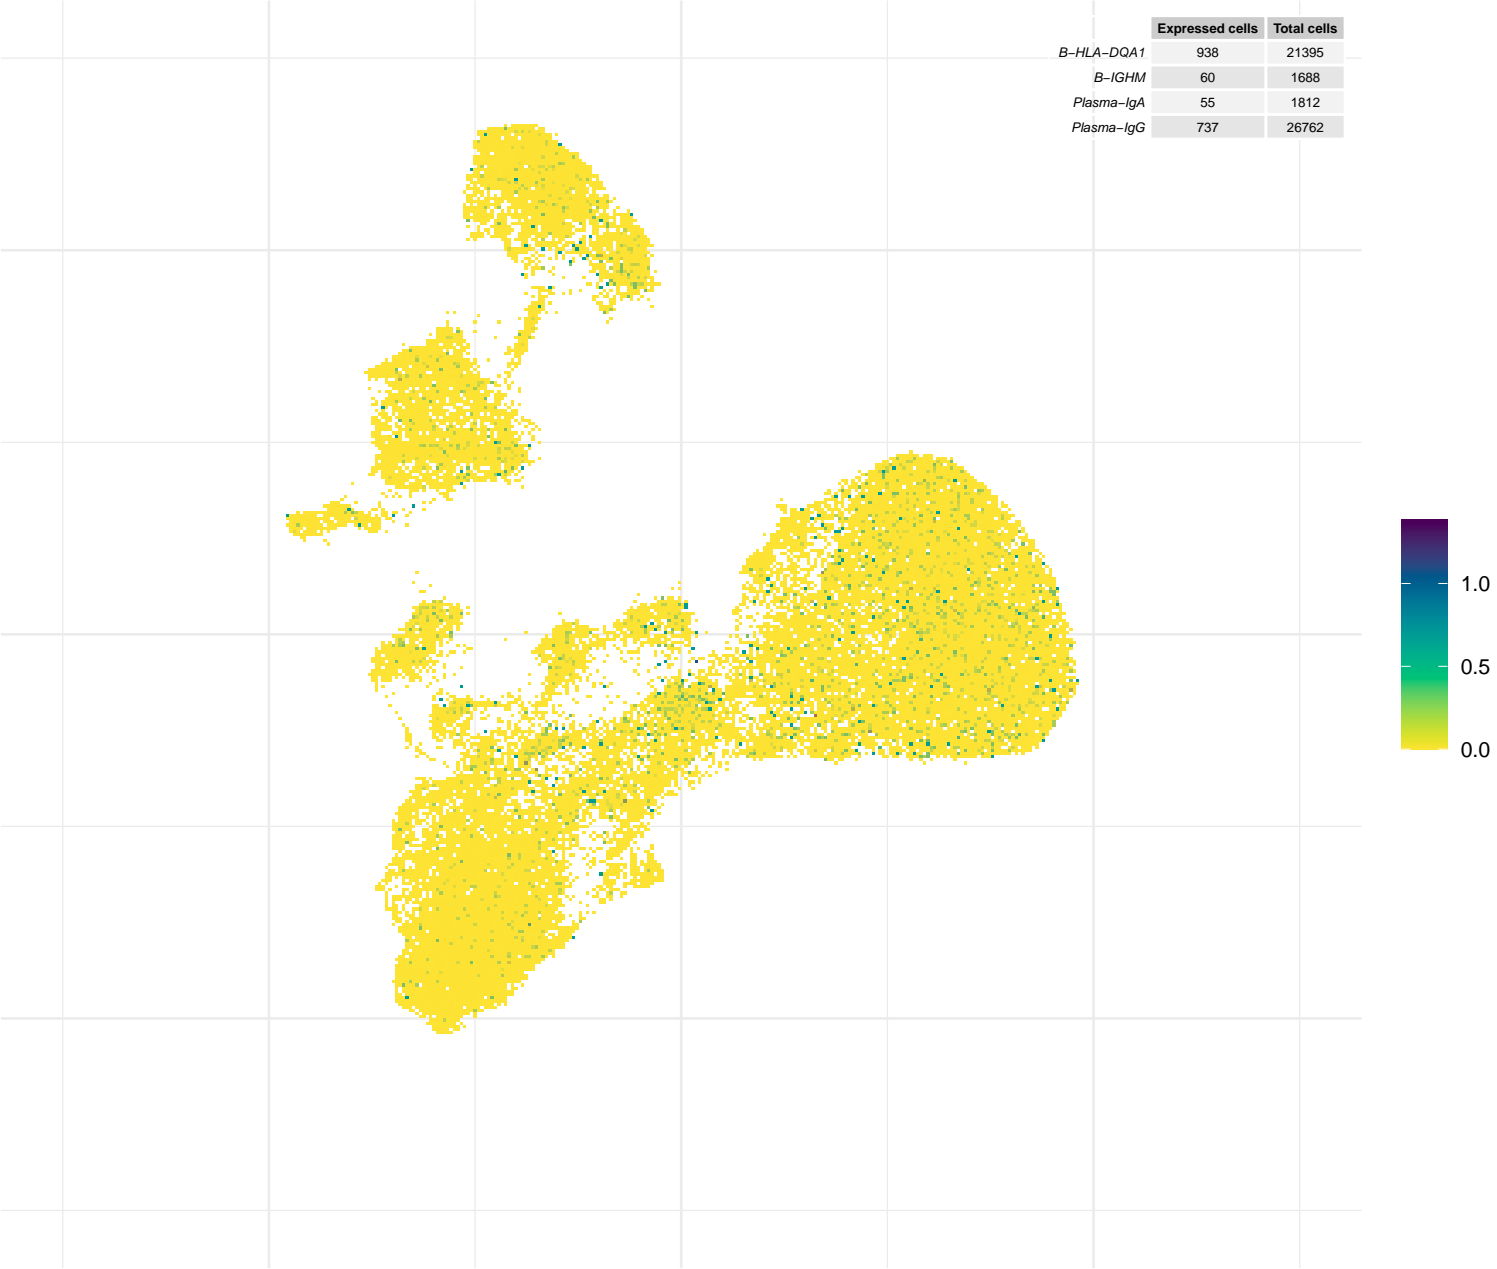 Expressed cells Total cells
B−HLA−DQA1 938 21395
B−IGHM 60 1688
Plasma−IgA 55 1812
Plasma−IgG 737 26762
1.0
0.5
0.0